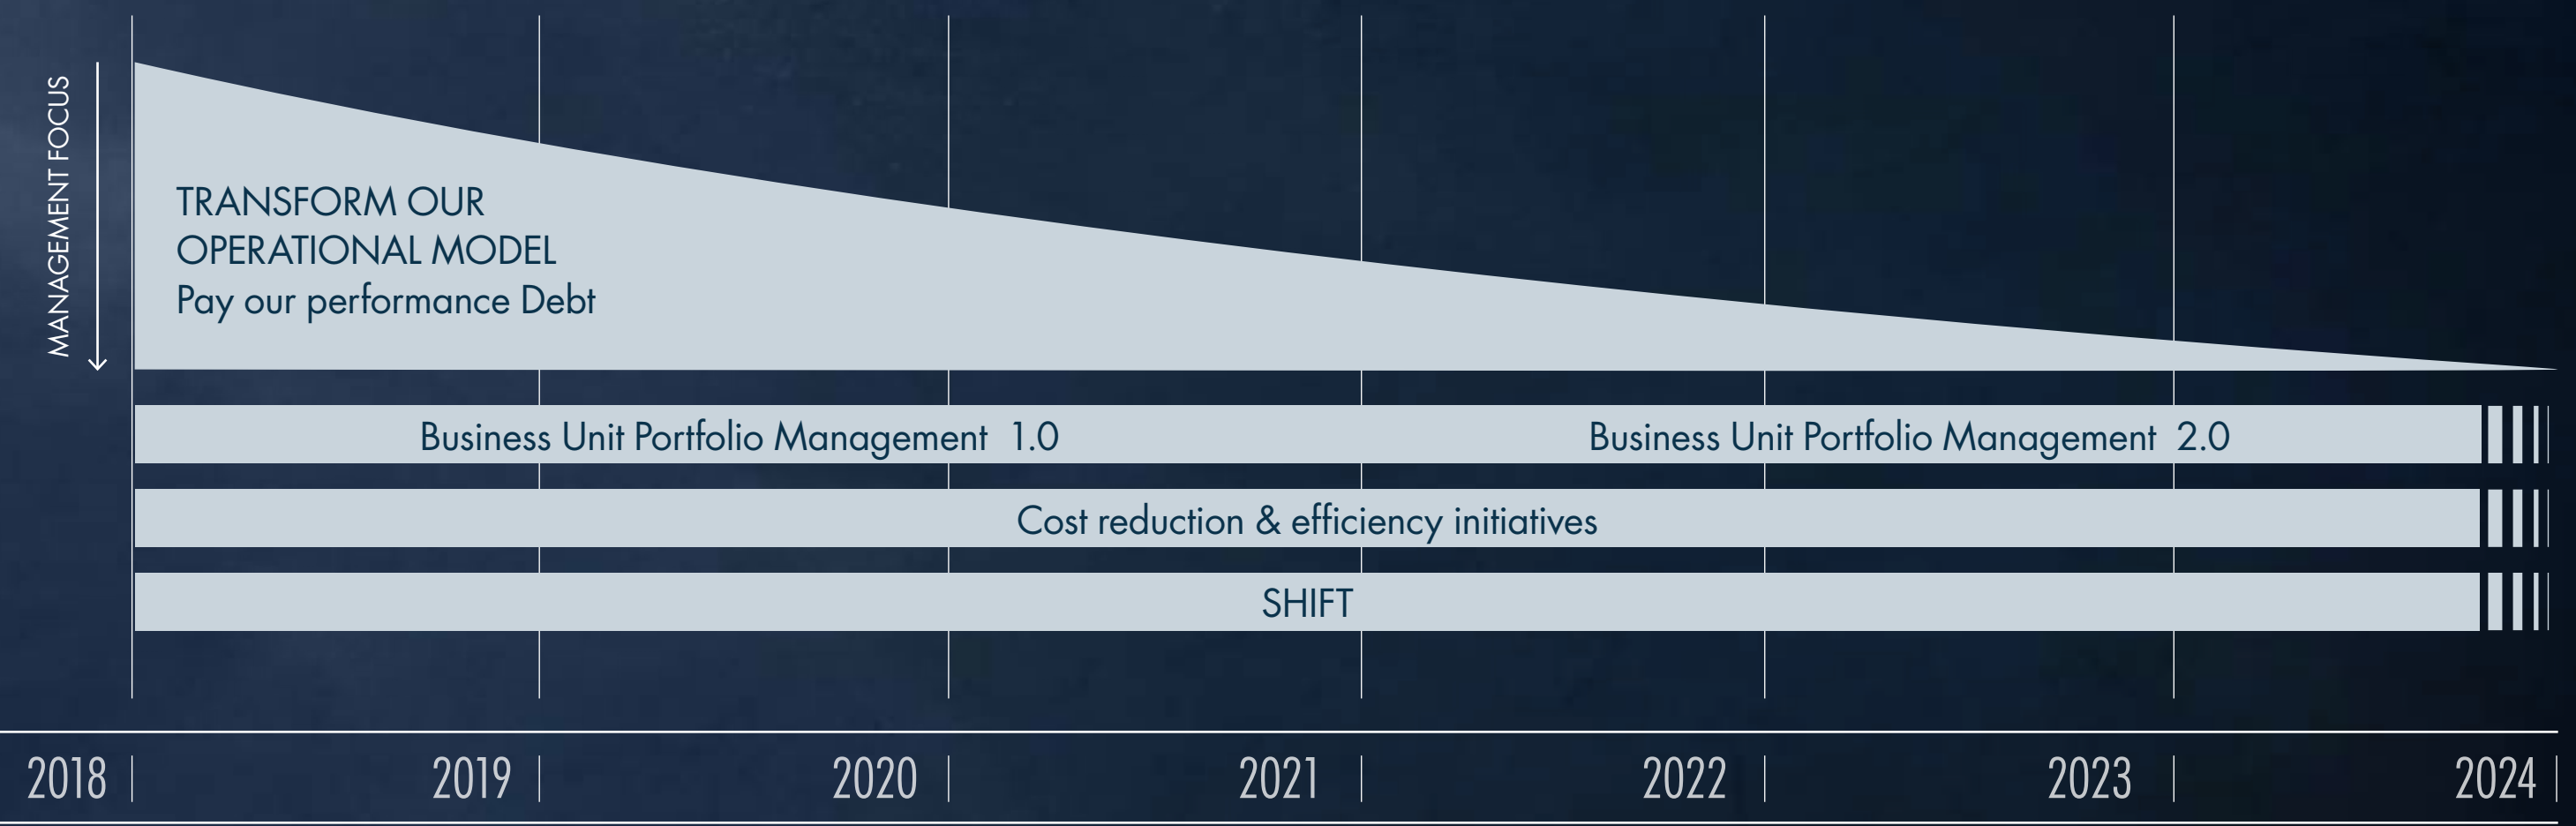 MANAGEMENT FOCUS
TRANSFORM OUR
OPERATIONAL MODEL
Pay our performance Debt
Business Unit Portfolio Management 1.0
Business Unit Portfolio Management 2.0
Cost reduction & efficiency initiatives
SHIFT
2018
2019
2020
2021
2022
2023
2024